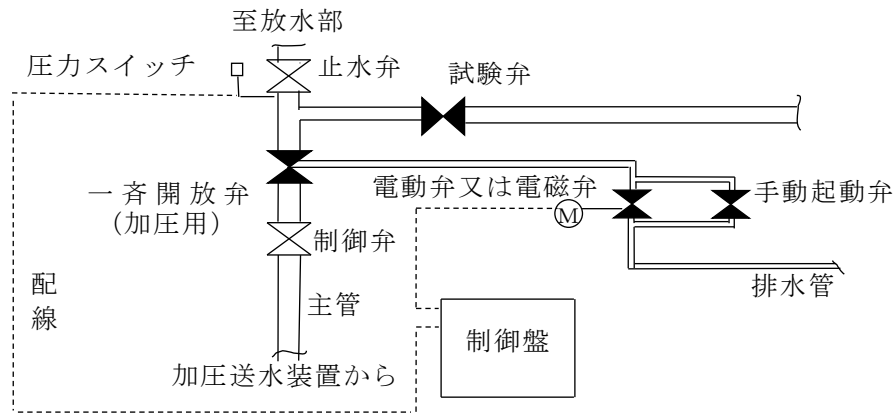 至放水部
圧力スイッチ
止水弁
試験弁
一斉開放弁
(加圧用)
電動弁又は電磁弁
手動起動弁
M
制御弁
配
線
主管
排水管
制御盤
加圧送水装置から